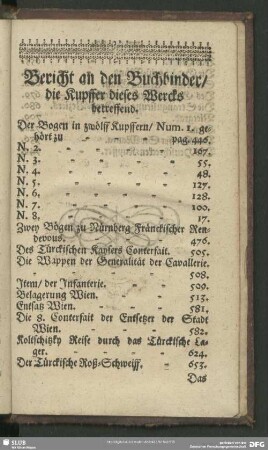 Bericht an den Buchbinder/
die Kupffer dieses Wercks
betreffend.
Der Bogen in zwölff Kupffern/ Num. 1. ge
hört zu - - pag. 446.
N. 2. - - - 167.
N. 3. - - - 55.
N. 4. - - - 48.
N. 5. - - - 127.
N. 6. - - - 128.
N. 7. - - - 100.
N. 8. - - - 17.
Zwey Bögen zu Nürnberg Fränckischer Ren-
devous. - - 476.
Des Türckischen Kaysers Conterfait. 505.
Die Wappen der Generalität der Cavallerie.
- - - 508.
Item/ der Infanterie. - - 509.
Belagerung Wien. - - 513.
Entsatz Wien. - - 581.
Die 8. Conterfait der Entsetzer der Stadt
Wien. - - 582.
Kolschitzky Reise durch das Türckische La-
ger. - - - 624.
Der Türckische Roß-Schweiff. - 653.
Das
SLUB